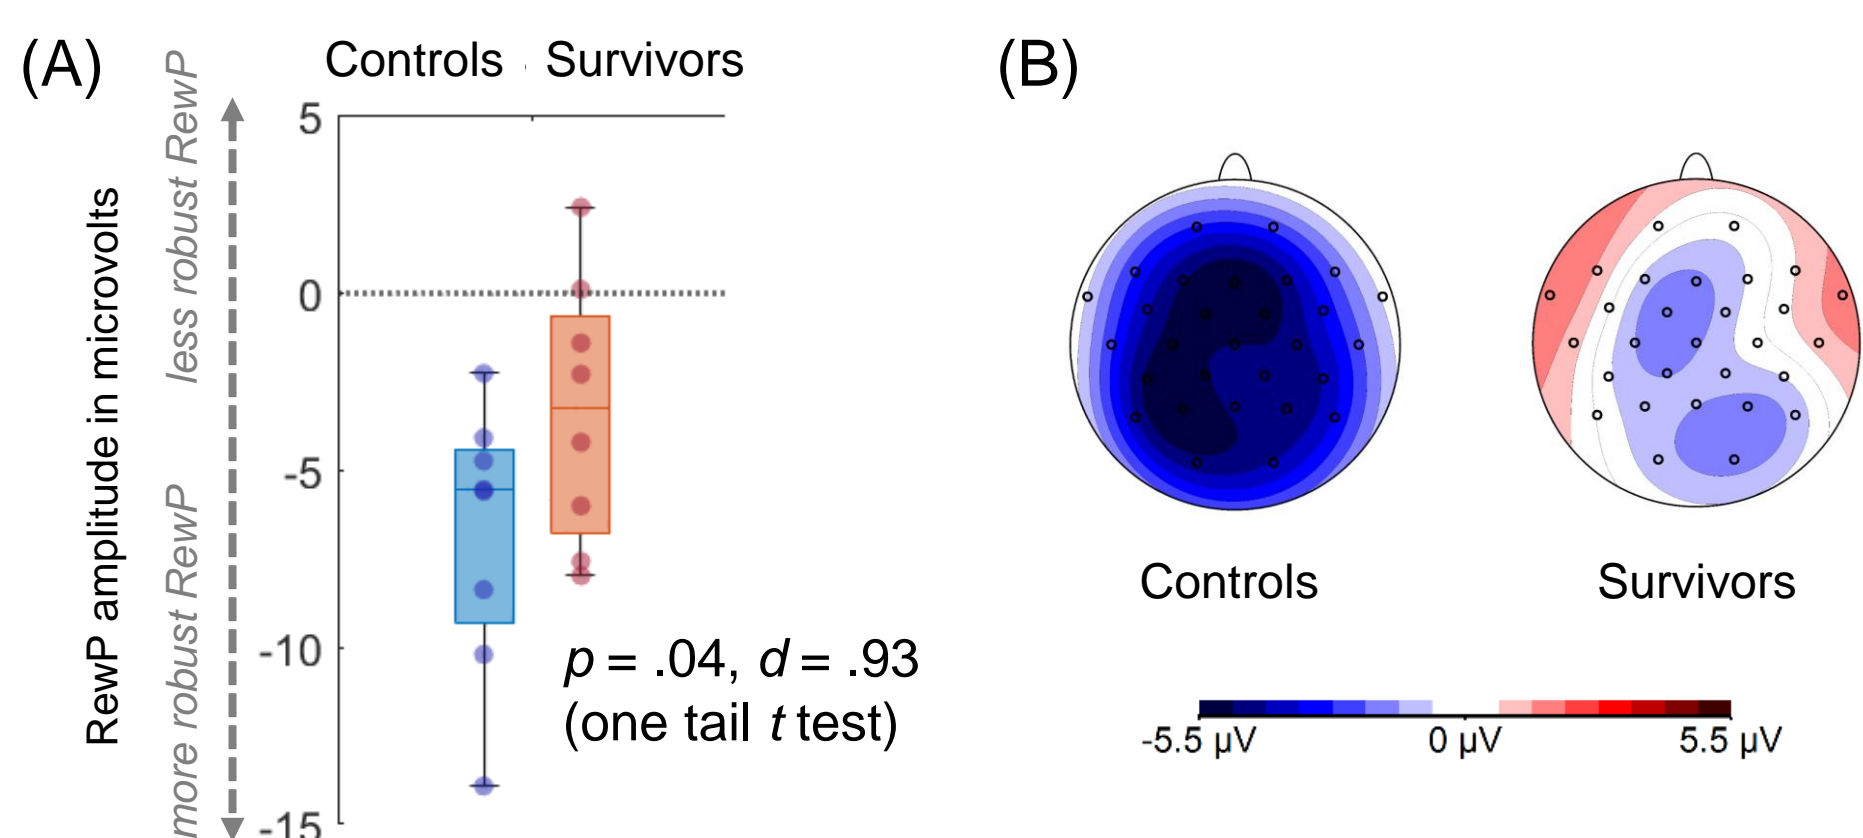 (A)
Controls Survivors
less robust RewP
more robust RewP
RewP amplitude in microvolts
5
0
-5
-10
-15
p = .04, d = .93
(one tail t test)
(B)
Controls
Survivors
-5.5 µV
0 µV
5.5 µV